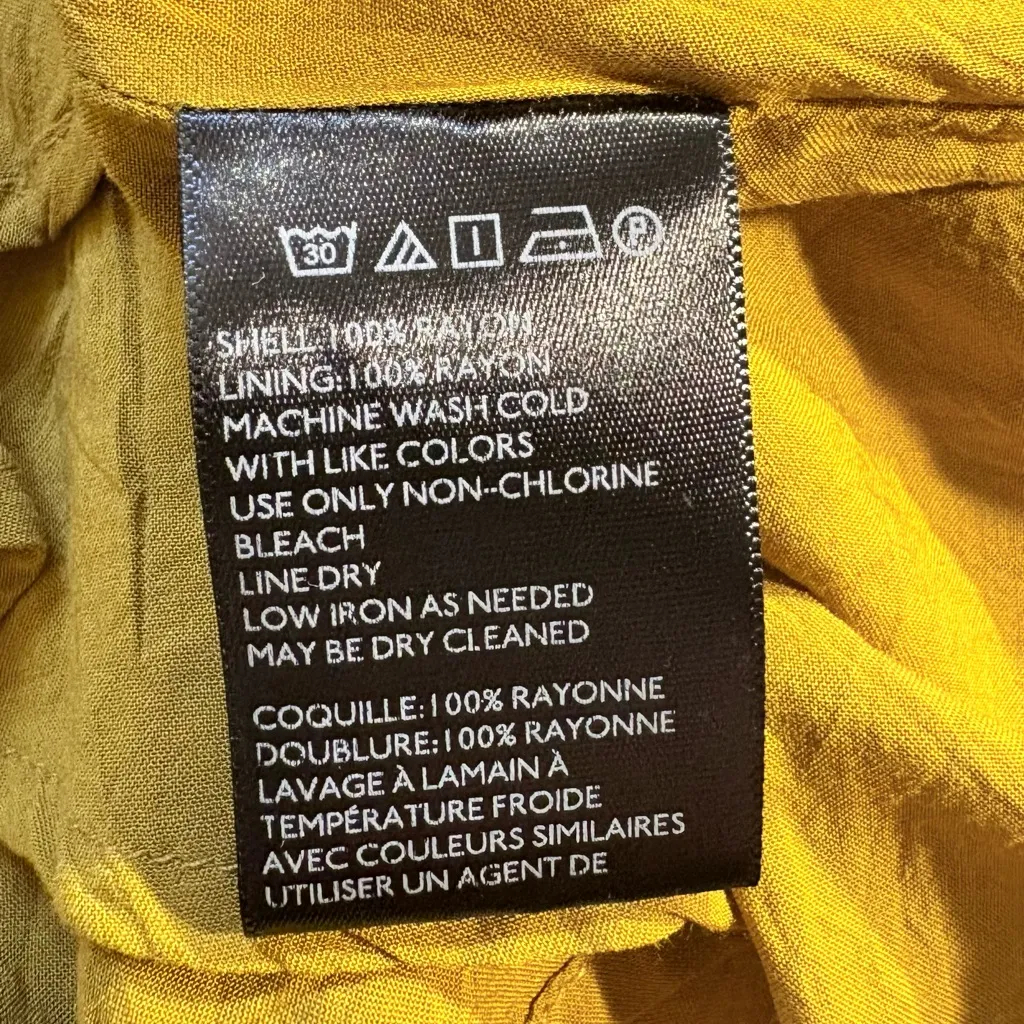 30 P
SHELL:100% RAYON
LINING:100% RAYON
MACHINE WASH COLD
WITH LIKE COLORS
USE ONLY NON--CHLORINE
BLEACH
LINE DRY
LOW IRON AS NEEDED
MAY BE DRY CLEANED
COQUILLE:100% RAYONNE
DOUBLURE:100% RAYONNE
LAVAGE À LAMAIN À
TEMPÉRATURE FROIDE
AVEC COULEURS SIMILAIRES
UTILISER UN AGENT DE